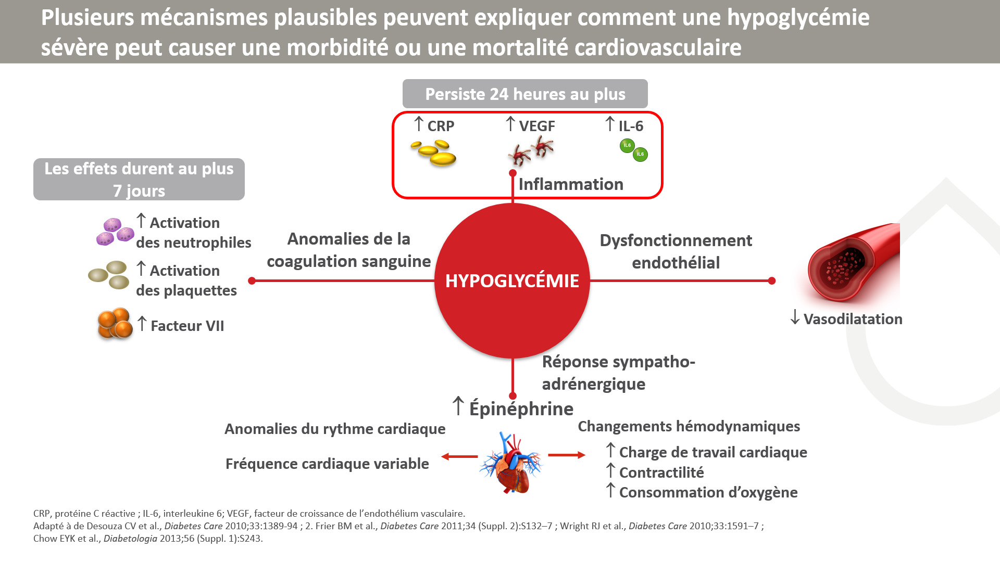 Plusieurs mécanismes plausibles peuvent expliquer comment une hypoglycémie
sévère peut causer une morbidité ou une mortalité cardiovasculaire
Persiste 24 heures au plus
↑ CRP
↑ VEGF
↑ IL-6
IL6
IL6
Inflammation
Les effets durent au plus
7 jours
↑ Activation
des neutrophiles
↑ Activation
des plaquettes
↑ Facteur VII
Anomalies de la
coagulation sanguine
HYPOGLYCÉMIE
Dysfonctionnement
endothélial
↓ Vasodilatation
Réponse sympatho-
adrénergique
↑ Épinéphrine
Anomalies du rythme cardiaque
Fréquence cardiaque variable
Changements hémodynamiques
↑ Charge de travail cardiaque
↑ Contractilité
↑ Consommation d’oxygène
CRP, protéine C réactive ; IL-6, interleukine 6; VEGF, facteur de croissance de l’endothélium vasculaire.
Adapté à de Desouza CV et al., Diabetes Care 2010;33:1389-94 ; 2. Frier BM et al., Diabetes Care 2011;34 (Suppl. 2):S132–7 ; Wright RJ et al., Diabetes Care 2010;33:1591–7 ;
Chow EYK et al., Diabetologia 2013;56 (Suppl. 1):S243.